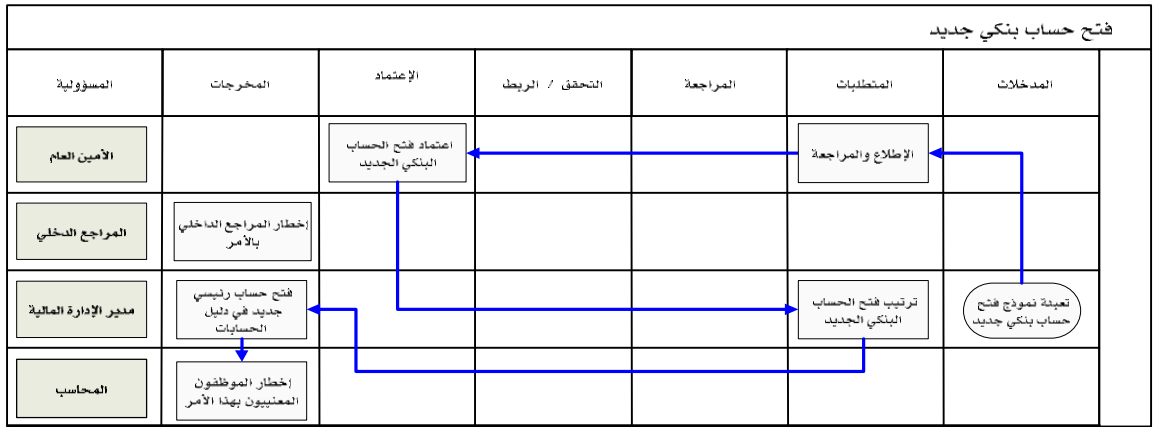 فتح حساب بنكي جديد
المدخلات
المتطلبات
المراجعة
التحقق / الربط
الإعتماد
المخرجات
المسؤولية
الإطلاع والمراجعة
اعتماد فتح الحساب
البنكي الجديد
الأمين العام
إخطار المراجع الداخلي
بالأمر
المراجع الدخلي
تعبئة نموذج فتح
حساب بنكي جديد
ترتيب فتح الحساب
البنكي الجديد
فتح حساب رئيسي
جديد في دليل
الحسابات
مدير الإدارة المالية
إخطار الموظفون
المعنييون بهذا الأمر
المحاسب